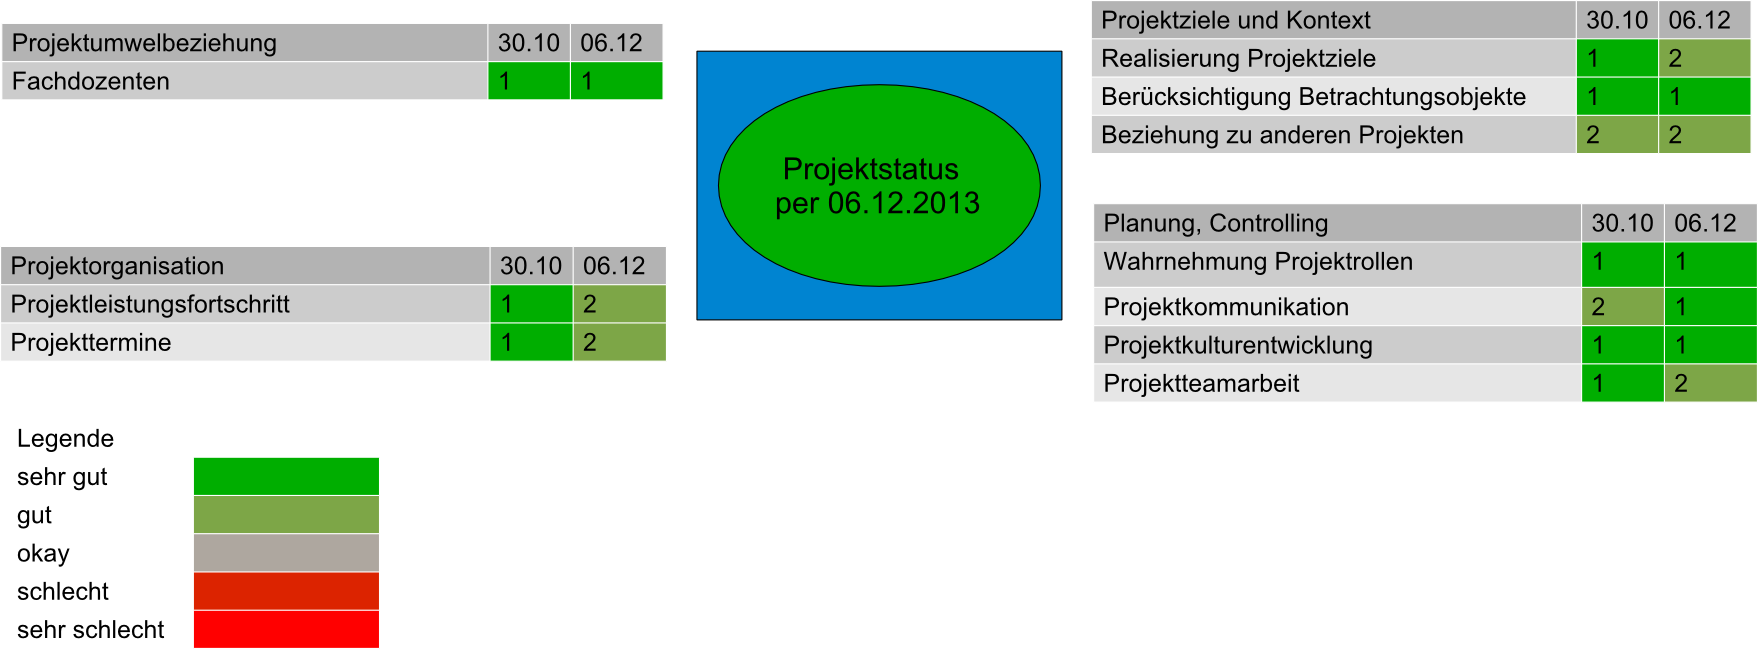 Projektumwelbeziehung 30.10 06.12
Fachdozenten 1 1
Projektorganisation 30.10 06.12
Projektleistungsfortschritt 1 2
Projekttermine 1 2
Legende
sehr gut
gut
okay
schlecht
sehr schlecht
Projektstatus
per 06.12.2013
Projektziele und Kontext 30.10 06.12
Realisierung Projektziele 1 2
Berücksichtigung Betrachtungsobjekte 1 1
Beziehung zu anderen Projekten 2 2
Planung, Controlling 30.10 06.12
Wahrnehmung Projektrollen 1 1
Projektkommunikation 2 1
Projektkulturentwicklung 1 1
Projektteamarbeit 1 2